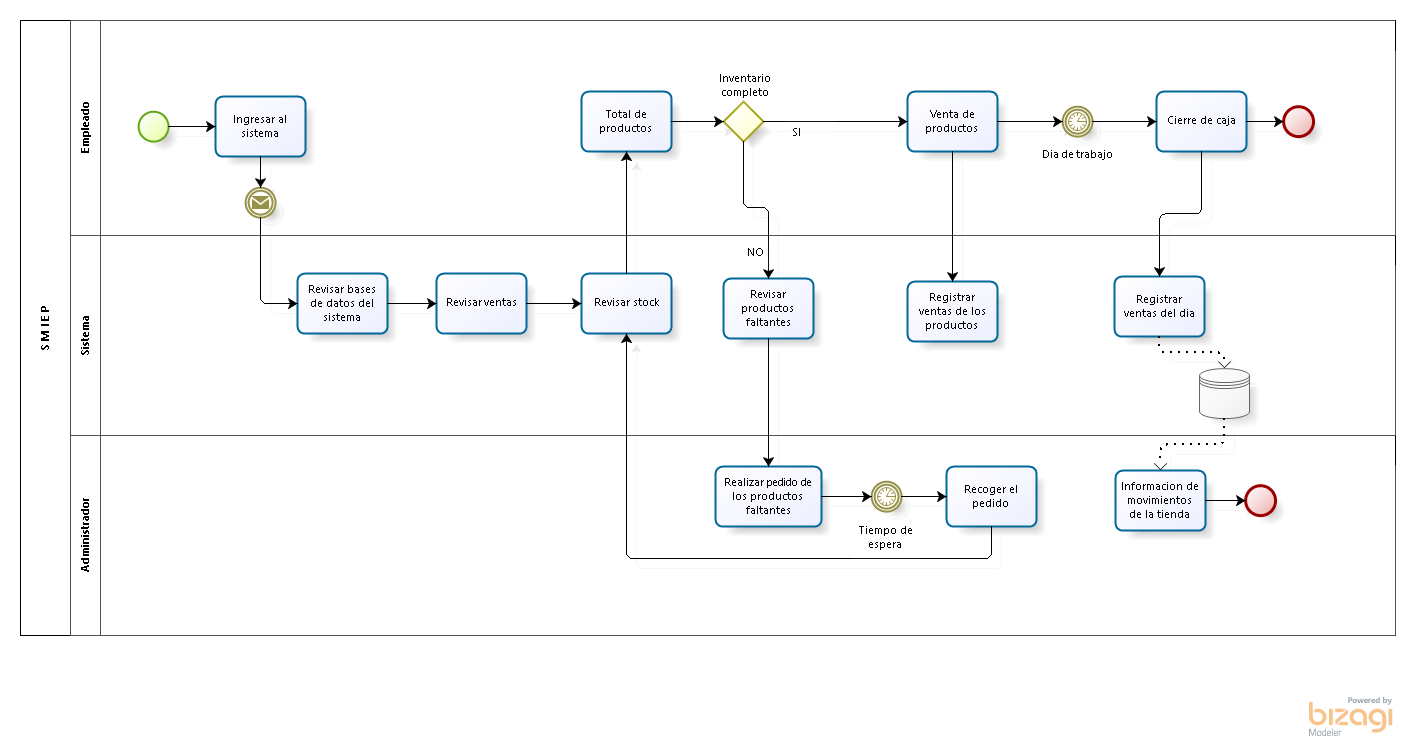 S M I E P
Empleado
Ingresar al
sistema
Total de
productos
Inventario
completo
SI
Venta de
productos
Dia de trabajo
Cierre de caja
Sistema
NO
Revisar bases
de datos del
sistema
Revisar ventas
Revisar stock
Revisar
productos
faltantes
Registrar
ventas de los
productos
Registrar
ventas del dia
Administrador
Realizar pedido de
los productos
faltantes
Tiempo de
espera
Recoger el
pedido
Informacion de
movimientos
de la tienda
Powered by
bizagi
Modeler